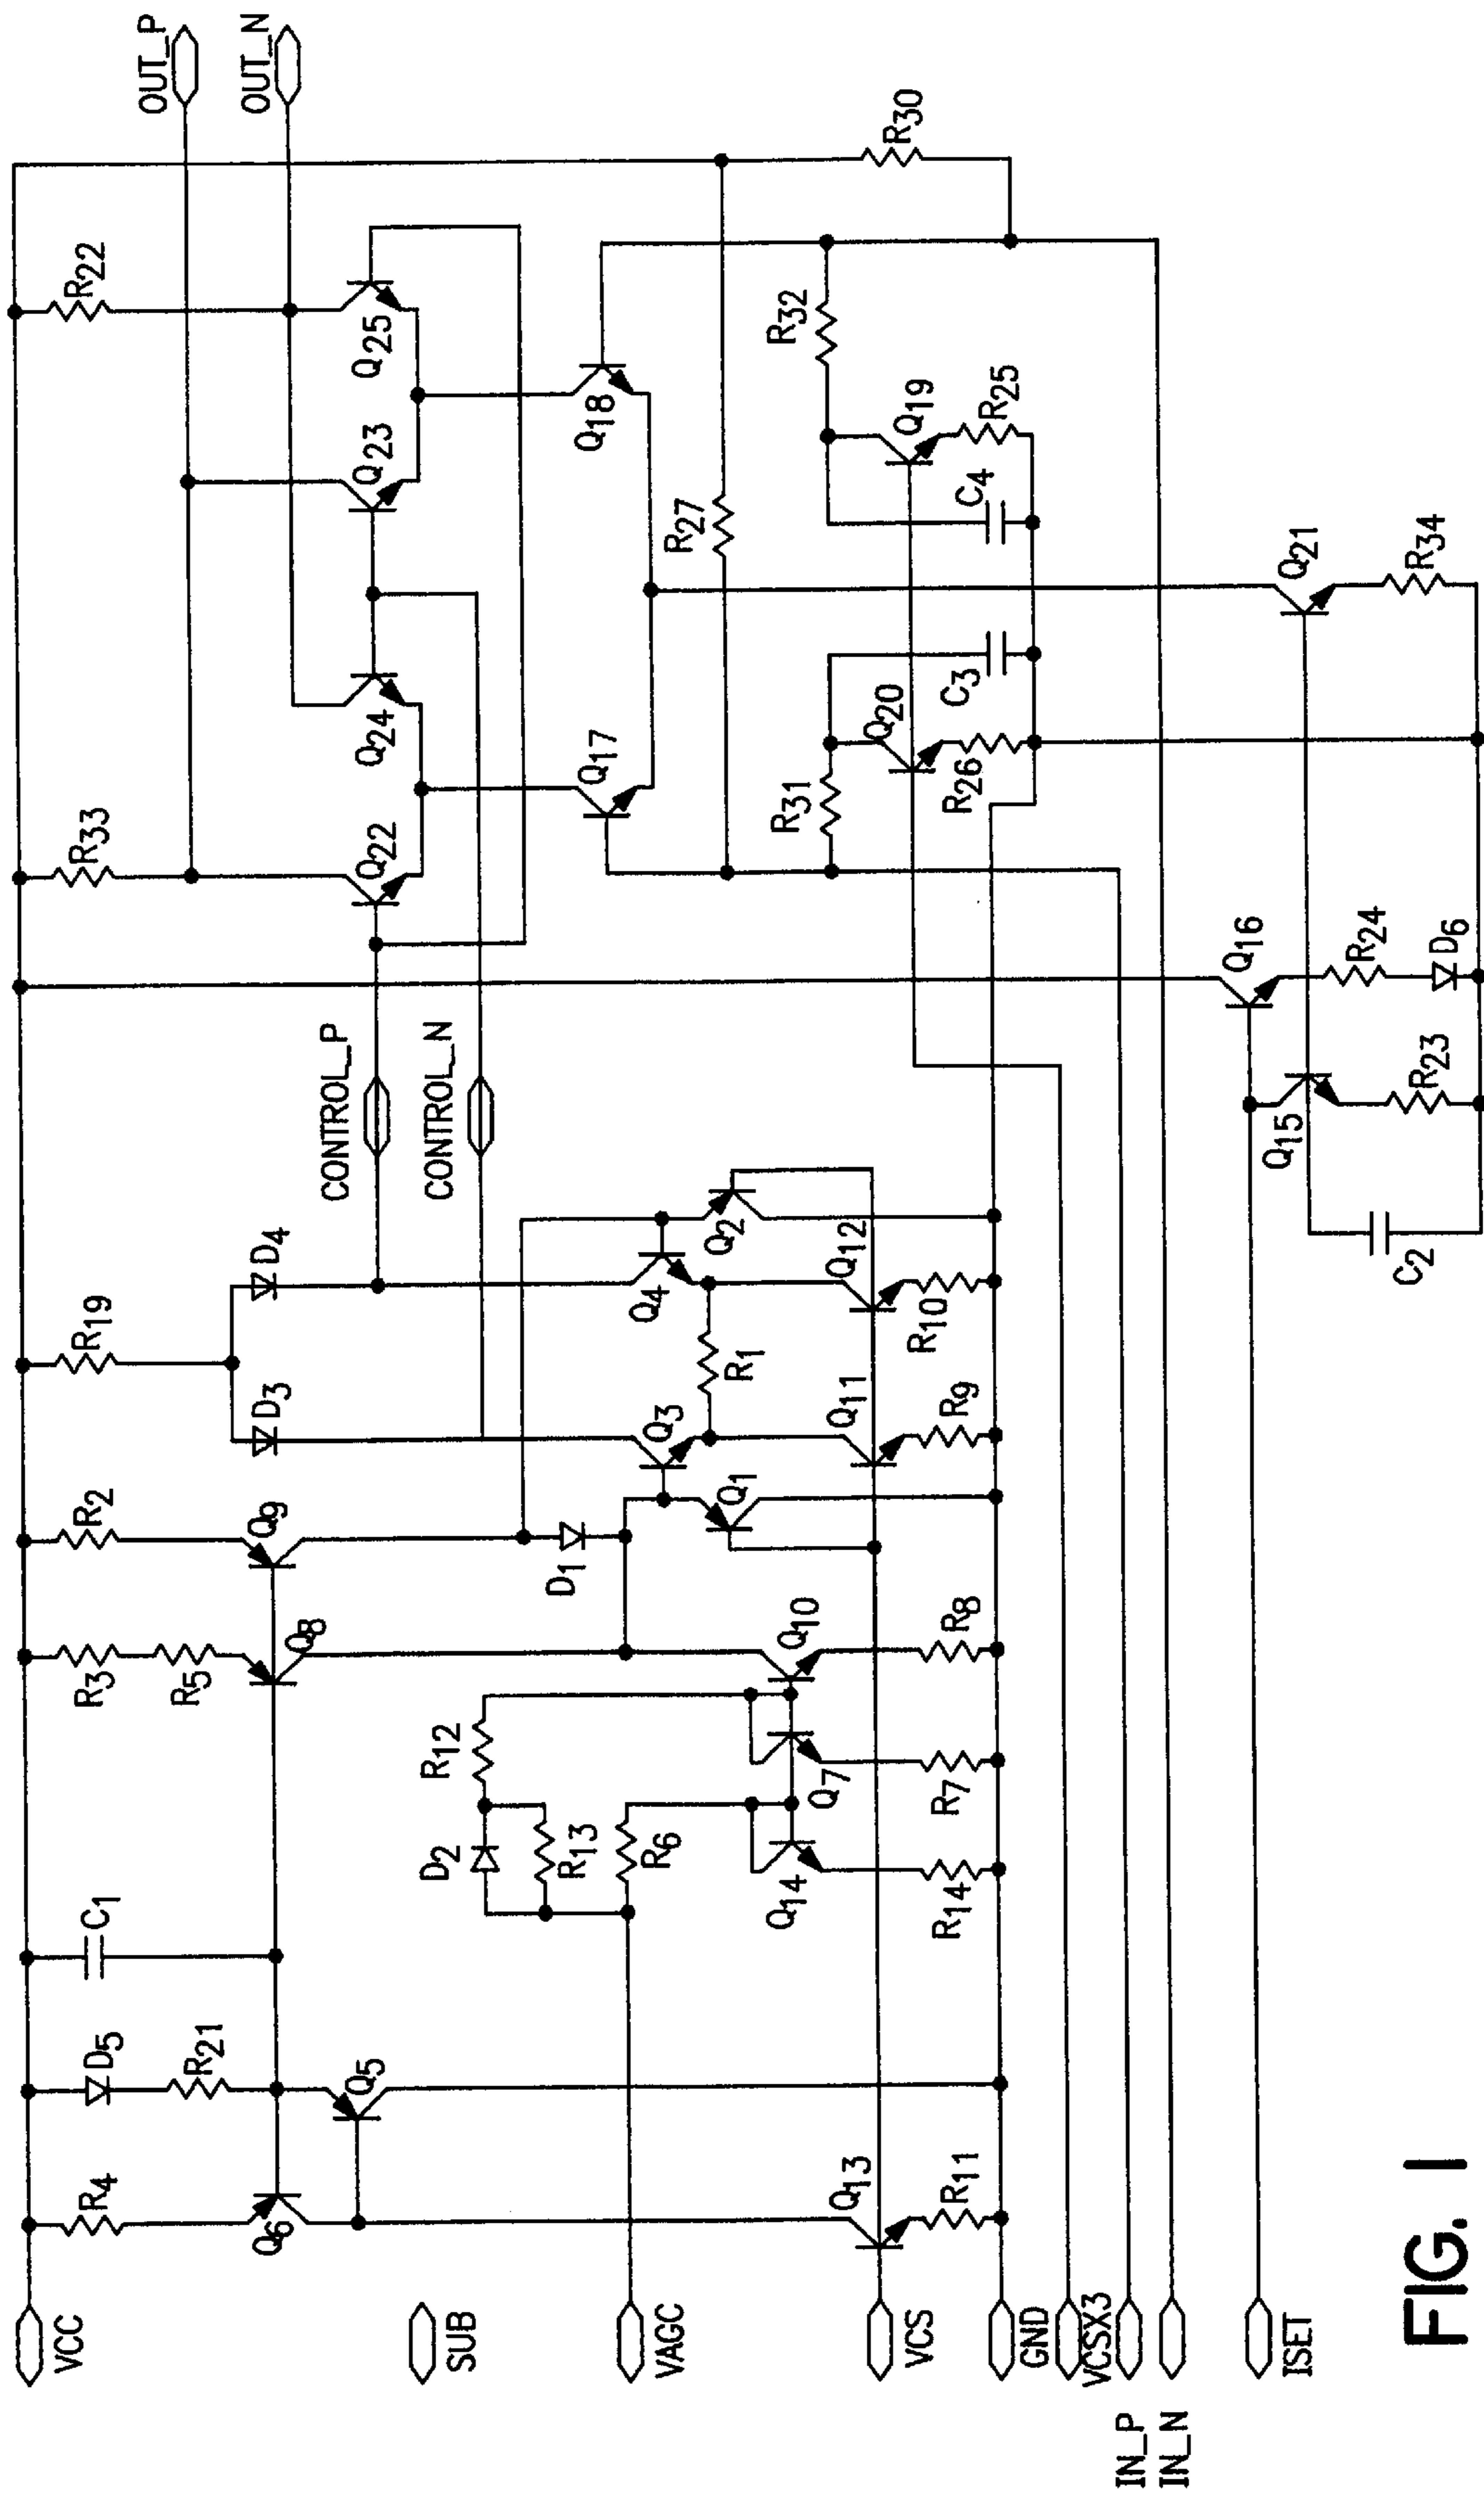 VCC
SUB
VAGC
VCS
GND
VCSX3
IN_P
IN_N
ISET
R4
D5
R21
C1
Q6
Q5
Q13
R11
R3
R5
R2
Q8
Q9
D2
R12
R13
R6
Q14
Q7
Q10
R14
R7
R8
D1
Q1
R19
D3
D4
Q3
Q4
R1
Q2
Q11
Q12
R9
R10
CONTROL_P
CONTROL_N
R33
R22
Q22
Q24
Q23
Q25
Q17
Q18
R27
R30
R31
R32
Q20
Q19
R26
C3
C4
R25
Q15
Q16
Q21
C2
R23
R24
D6
R34
OUT_P
OUT_N
FIG. 1